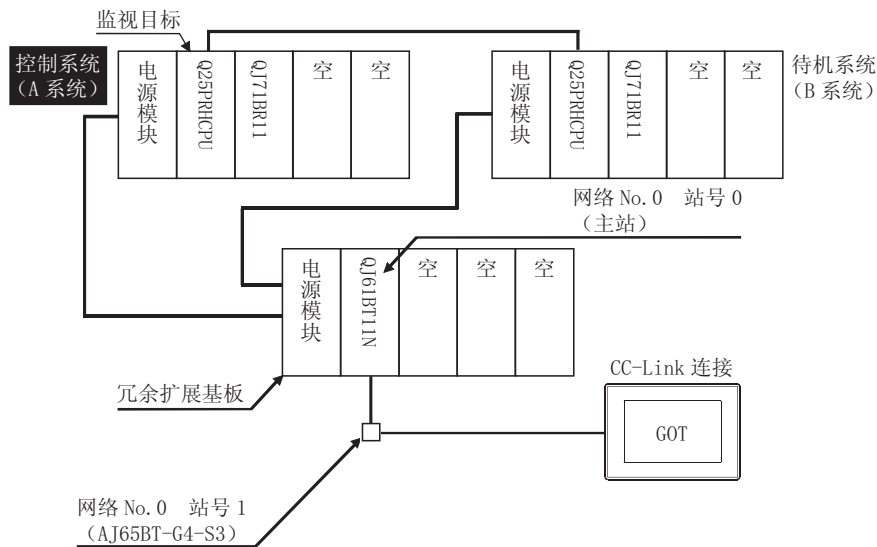 监视目标
控制系统
（A 系统）
电源模块
Q25PRHCPU
QJ71BR11
空
空
电源模块
Q25PRHCPU
QJ71BR11
空
空
待机系统
（B 系统）
网络 No.0 站号 0
（主站）
电源模块
QJ61BT11N
空
空
空
冗余扩展基板
CC-Link 连接
GOT
网络 No.0 站号 1
（AJ65BT-G4-S3）